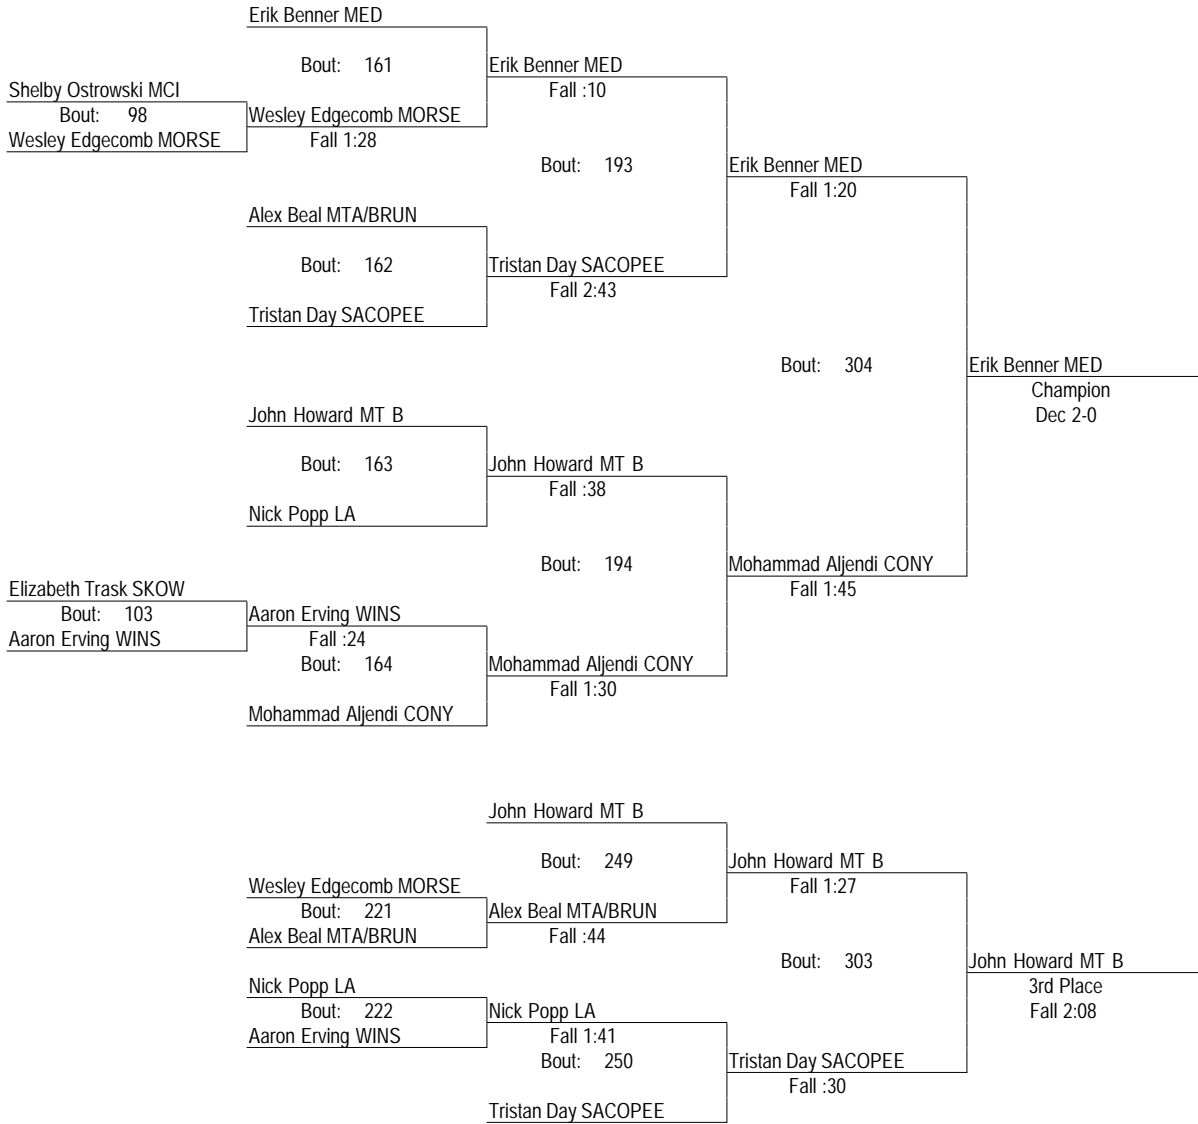 Erik Benner MED
Bout: 161
Erik Benner MED
Shelby Ostrowski MCI
Fall :10
Bout: 98
Wesley Edgecomb MORSE
Wesley Edgecomb MORSE
Fall 1:28
Bout: 193
Erik Benner MED
Fall 1:20
Alex Beal MTA/BRUN
Bout: 162
Tristan Day SACOPEE
Fall 2:43
Tristan Day SACOPEE
Bout: 304
Erik Benner MED
Champion
Dec 2-0
John Howard MT B
Bout: 163
John Howard MT B
Fall :38
Nick Popp LA
Bout: 194
Mohammad Aljendi CONY
Fall 1:45
Elizabeth Trask SKOW
Bout: 103
Aaron Erving WINS
Aaron Erving WINS
Fall :24
Bout: 164
Mohammad Aljendi CONY
Fall 1:30
Mohammad Aljendi CONY
John Howard MT B
Bout: 249
John Howard MT B
Fall 1:27
Wesley Edgecomb MORSE
Bout: 221
Alex Beal MTA/BRUN
Alex Beal MTA/BRUN
Fall :44
Bout: 303
John Howard MT B
3rd Place
Fall 2:08
Nick Popp LA
Bout: 222
Nick Popp LA
Aaron Erving WINS
Fall 1:41
Bout: 250
Tristan Day SACOPEE
Fall :30
Tristan Day SACOPEE